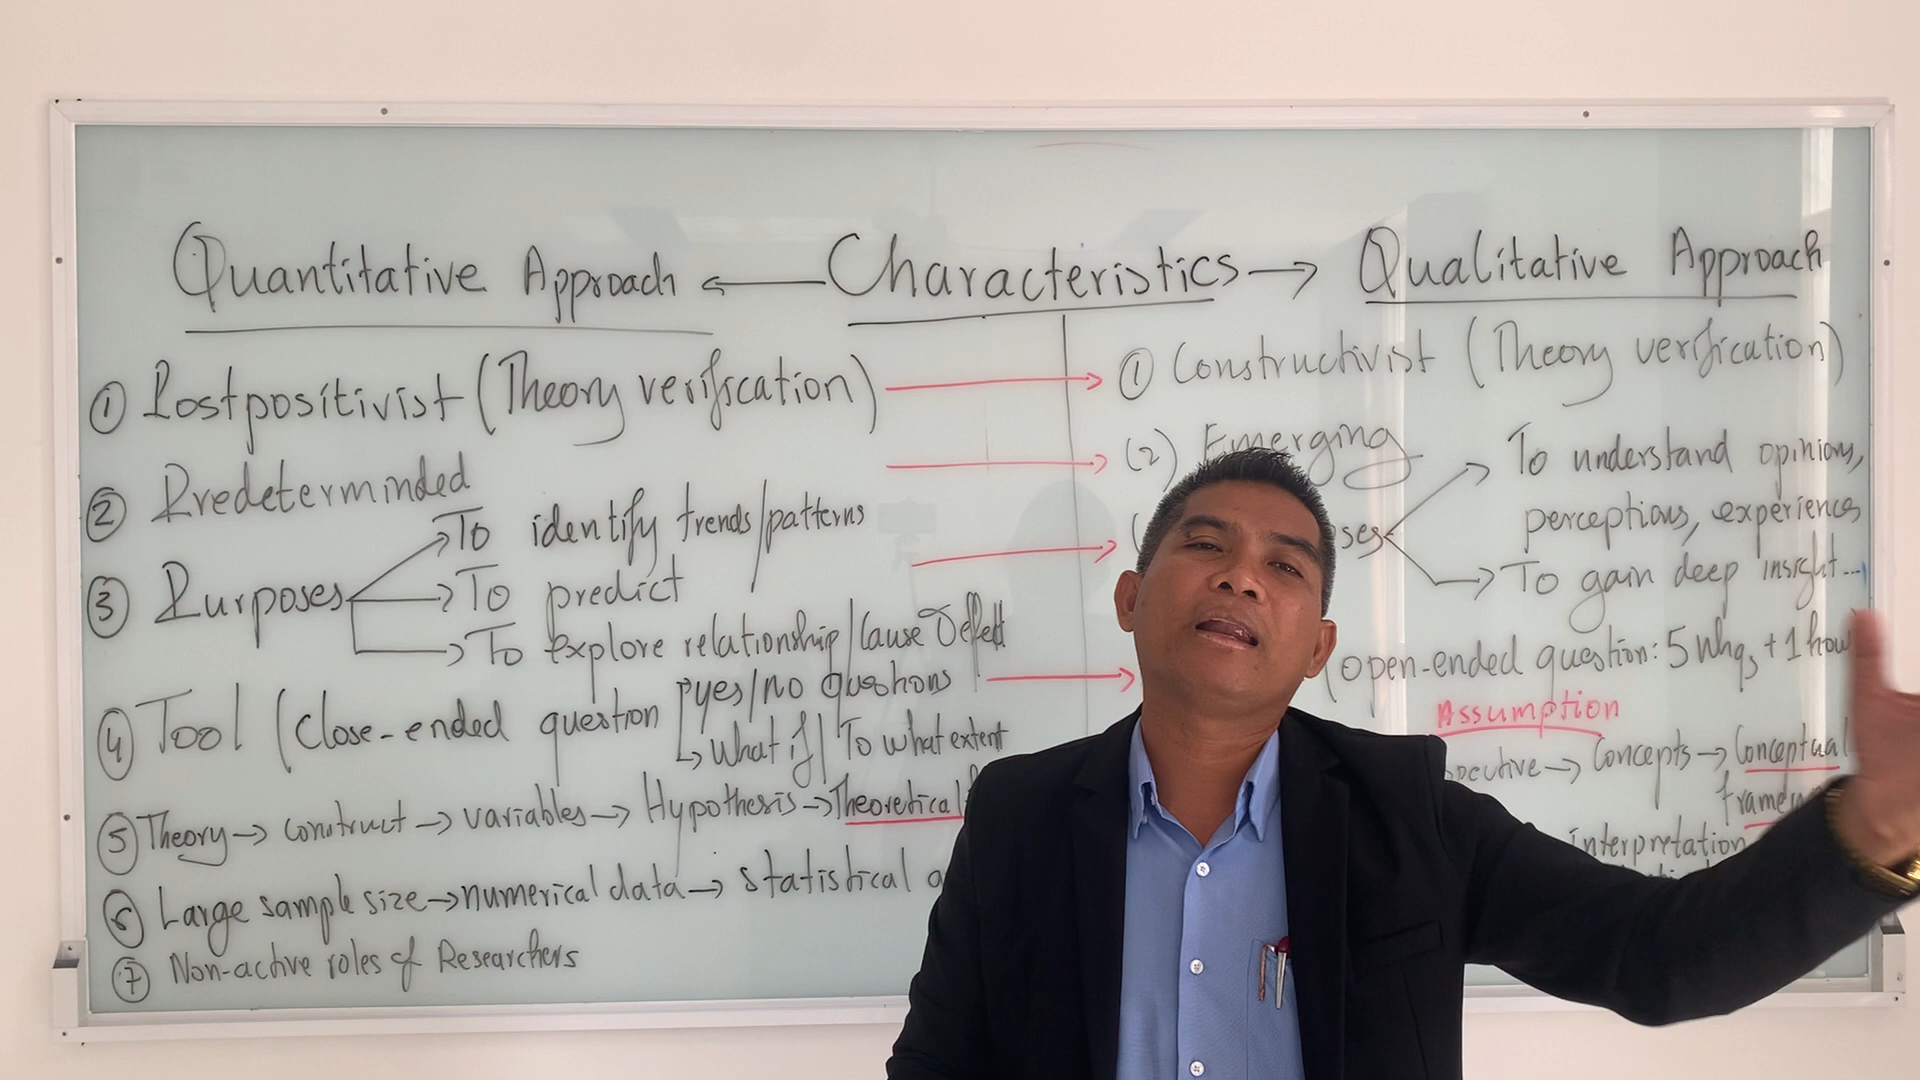 Quantitative Approach ← Characteristics → Qualitative Approach
① Postpositivist (Theory verification) → ① Constructivist (Theory verification)
② Predeterminded → (2) Emerging
③ Purposes → To identify trends/patterns
→ To predict
→ To explore relationship/Cause & effect
→ To understand opinions,
perceptions, experiences
→ To gain deep insight...
④ Tool (Close-ended question yes/no questions
↳ What if/ To what extent
(open-ended question: 5 whqs + 1 how
Assumption
⑤ Theory → construct → variables → Hypothesis → Theoretical
→ Concepts → Conceptual
⑥ Large sample size → numerical data → statistical
interpretation
⑦ Non-active roles of Researchers